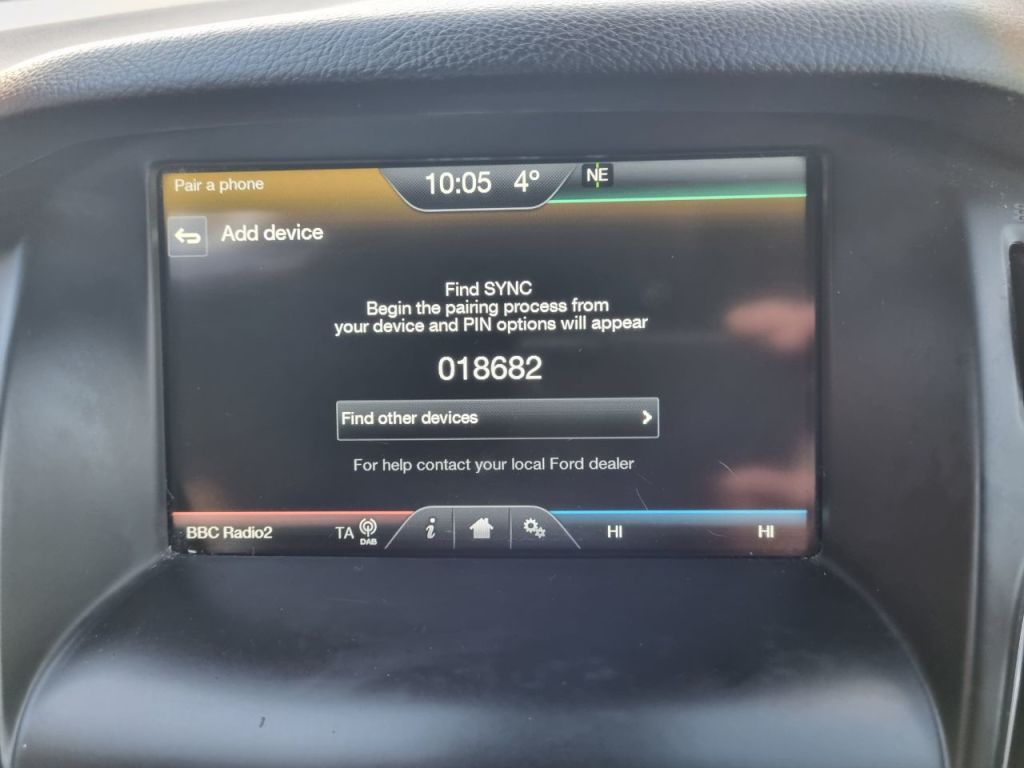 Pair a phone
10:05 4° NE
Add device
Find SYNC
Begin the pairing process from
your device and PIN options will appear
018682
Find other devices
For help contact your local Ford dealer
BBC Radio2 TA DAB i HI HI